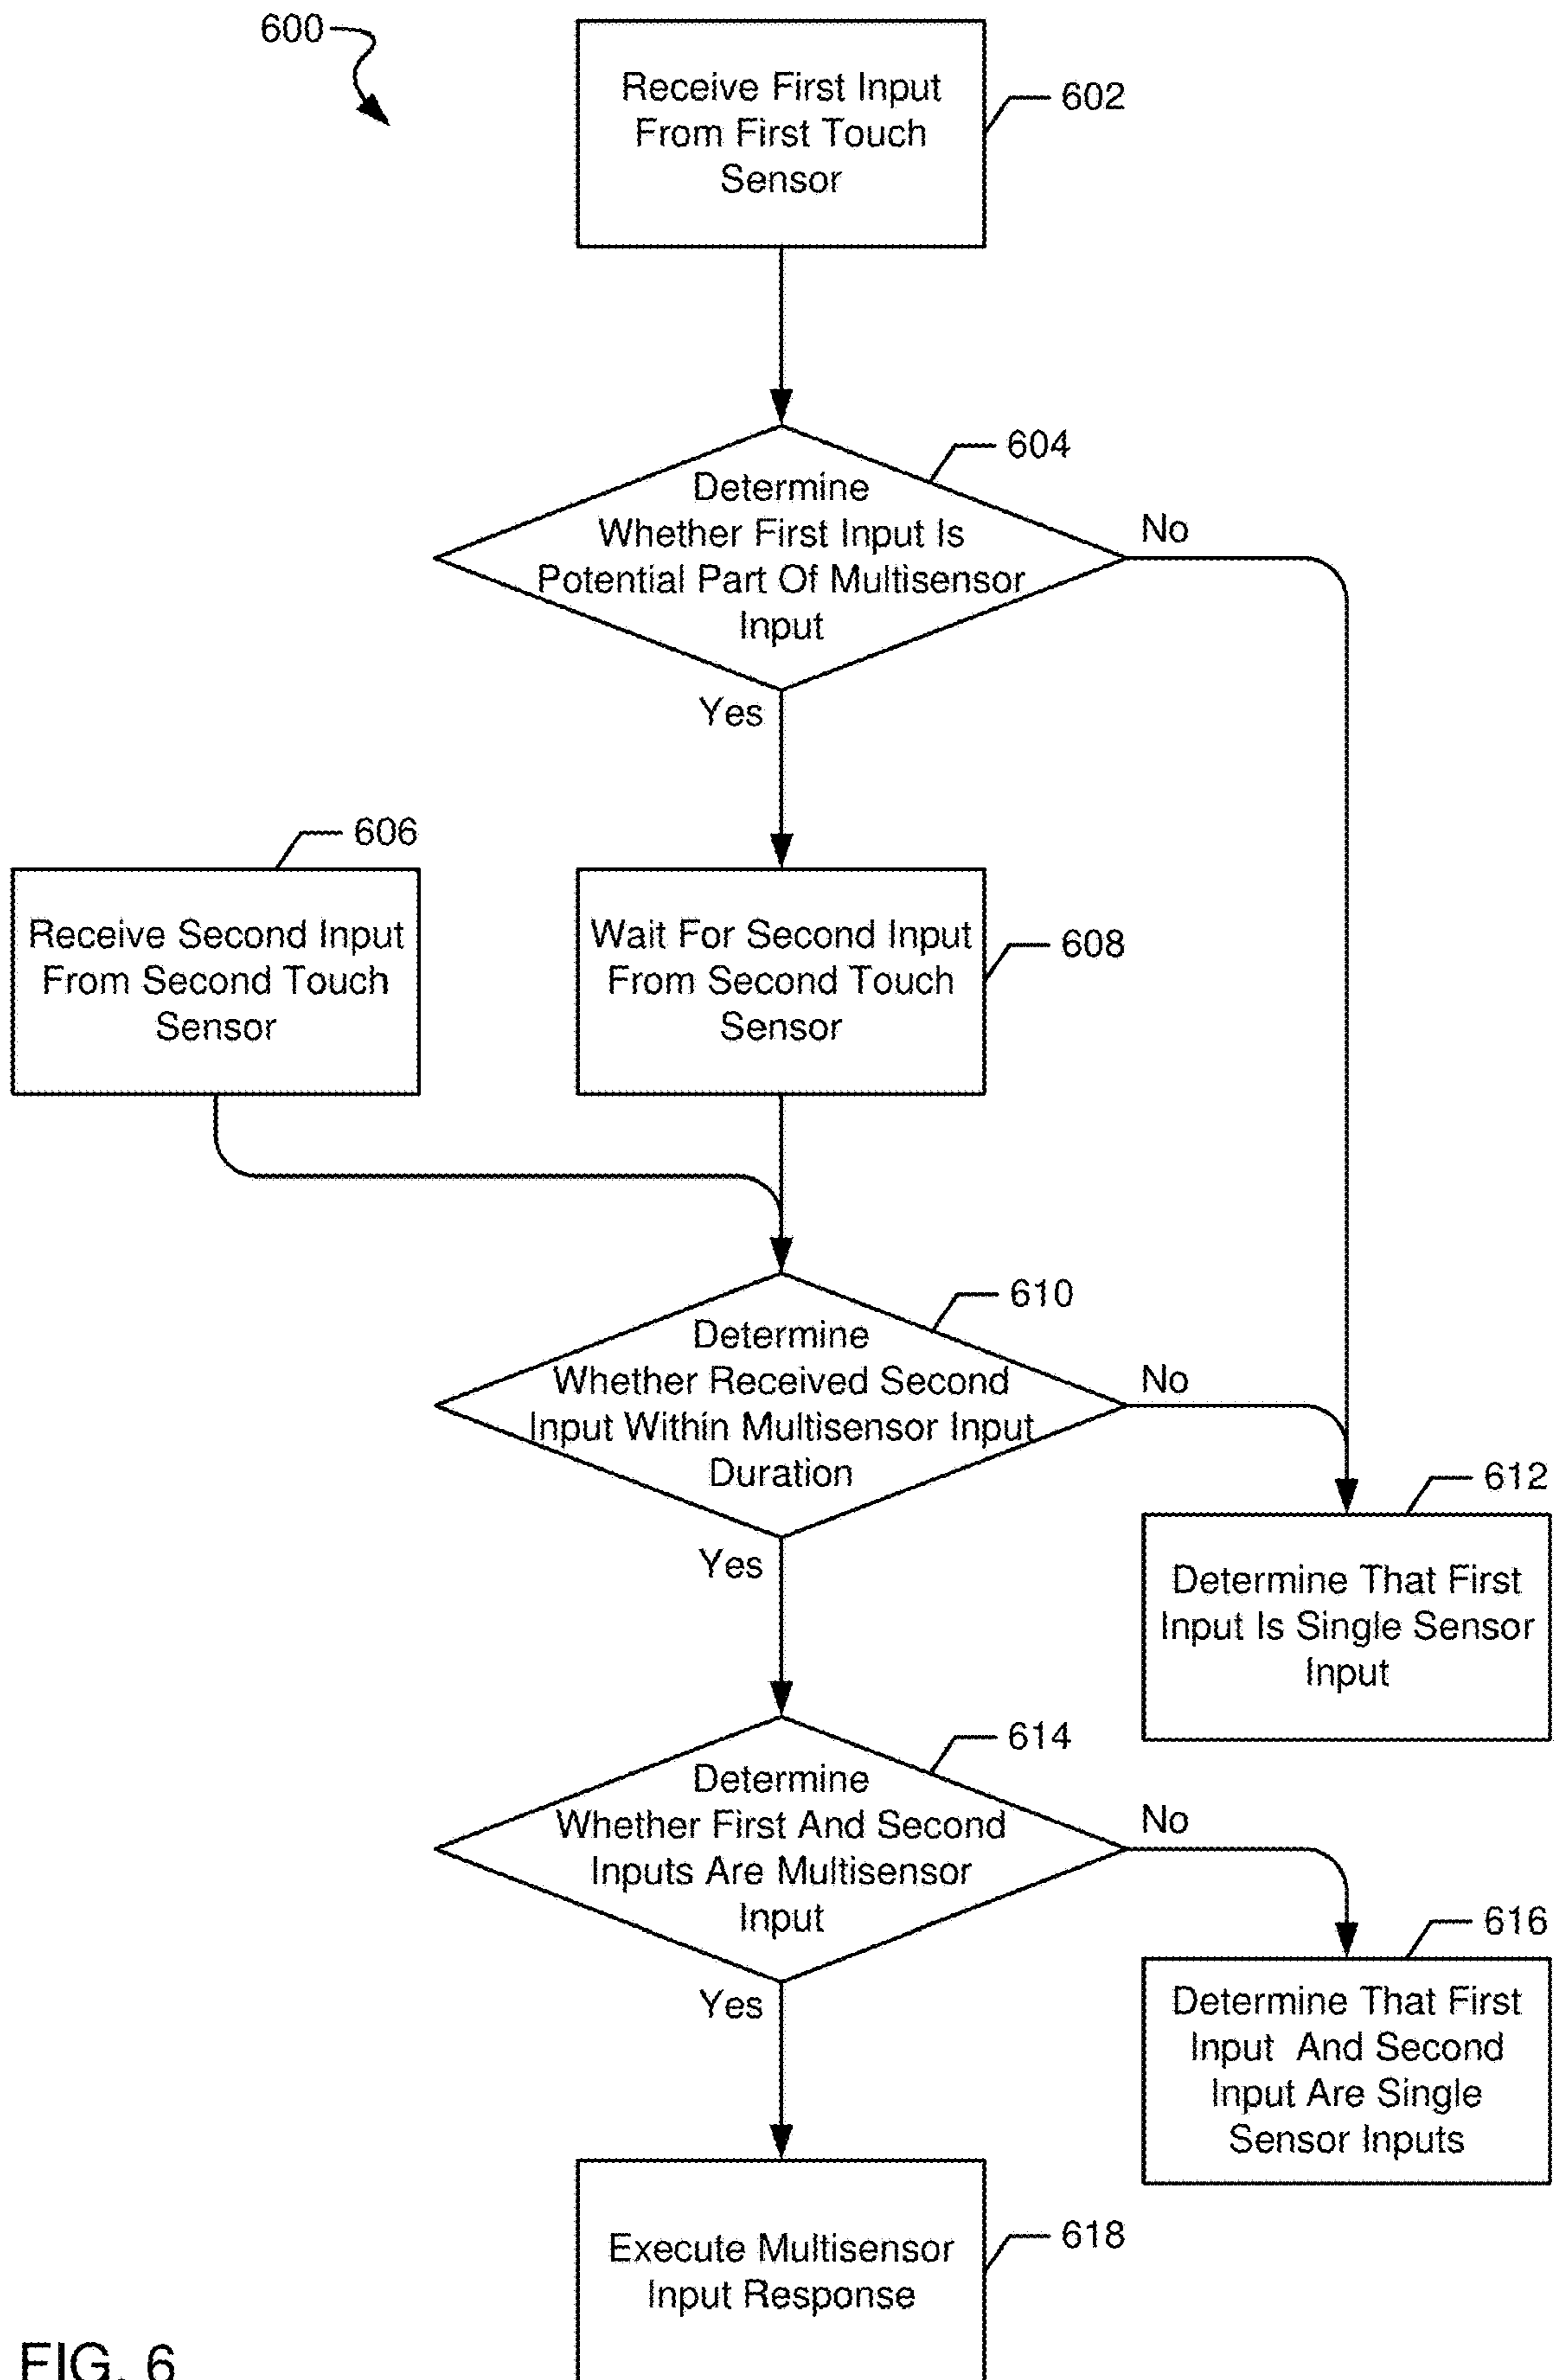 600
Receive First Input
From First Touch
Sensor
602
604
Determine
Whether First Input Is
Potential Part Of Multisensor
Input
No
Yes
606
Receive Second Input
From Second Touch
Sensor
Wait For Second Input
From Second Touch
Sensor
608
610
Determine
Whether Received Second
Input Within Multisensor Input
Duration
No
Yes
612
Determine That First
Input Is Single Sensor
Input
614
Determine
Whether First And Second
Inputs Are Multisensor
Input
No
Yes
616
Determine That First
Input And Second
Input Are Single
Sensor Inputs
Execute Multisensor
Input Response
618
FIG. 6